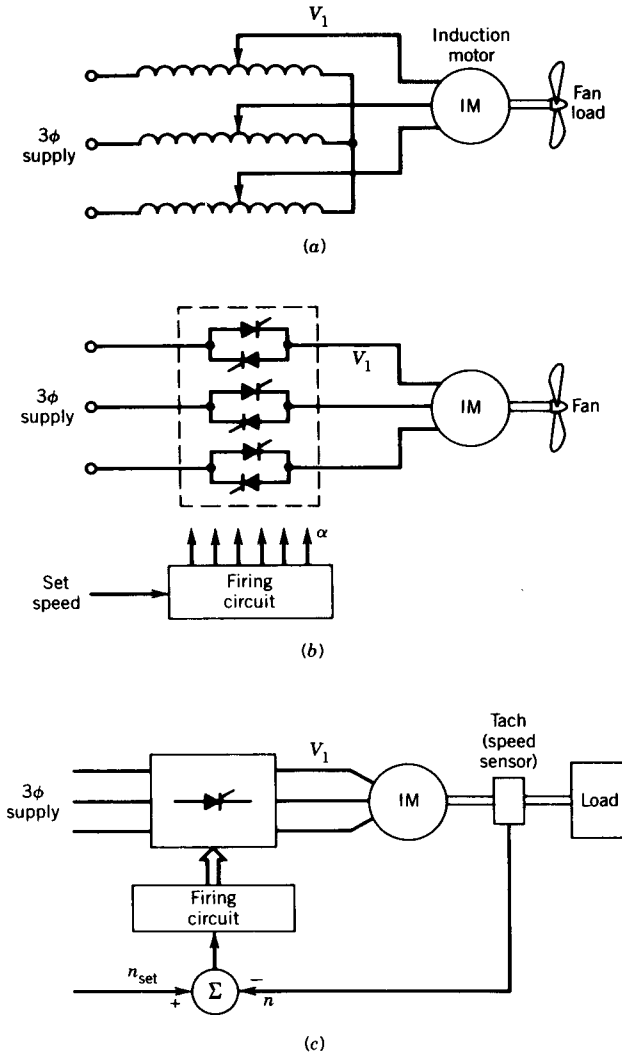 V₁
Induction
motor
IM
Fan
load
3ϕ
supply
(a)
V₁
3ϕ
supply
IM
Fan
α
Set
speed
Firing
circuit
(b)
Tach
(speed
sensor)
V₁
3ϕ
supply
IM
Load
Firing
circuit
n_set
+
Σ
−
n
(c)